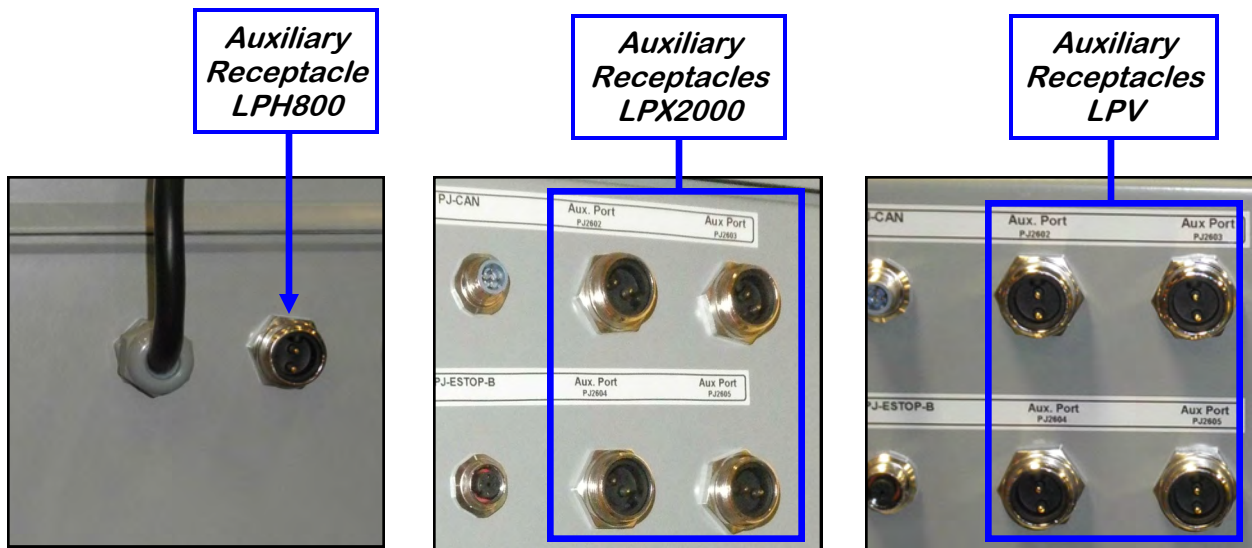 Auxiliary
Receptacle
LPH800
Auxiliary
Receptacles
LPX2000
Auxiliary
Receptacles
LPV
PJ-CAN
Aux. Port
PJ2602
Aux Port
PJ2603
PJ-ESTOP-B
Aux. Port
PJ2604
Aux Port
PJ2605
J-CAN
Aux. Port
PJ2602
Aux Port
PJ2603
PJ-ESTOP-B
Aux. Port
PJ2604
Aux Port
PJ2605